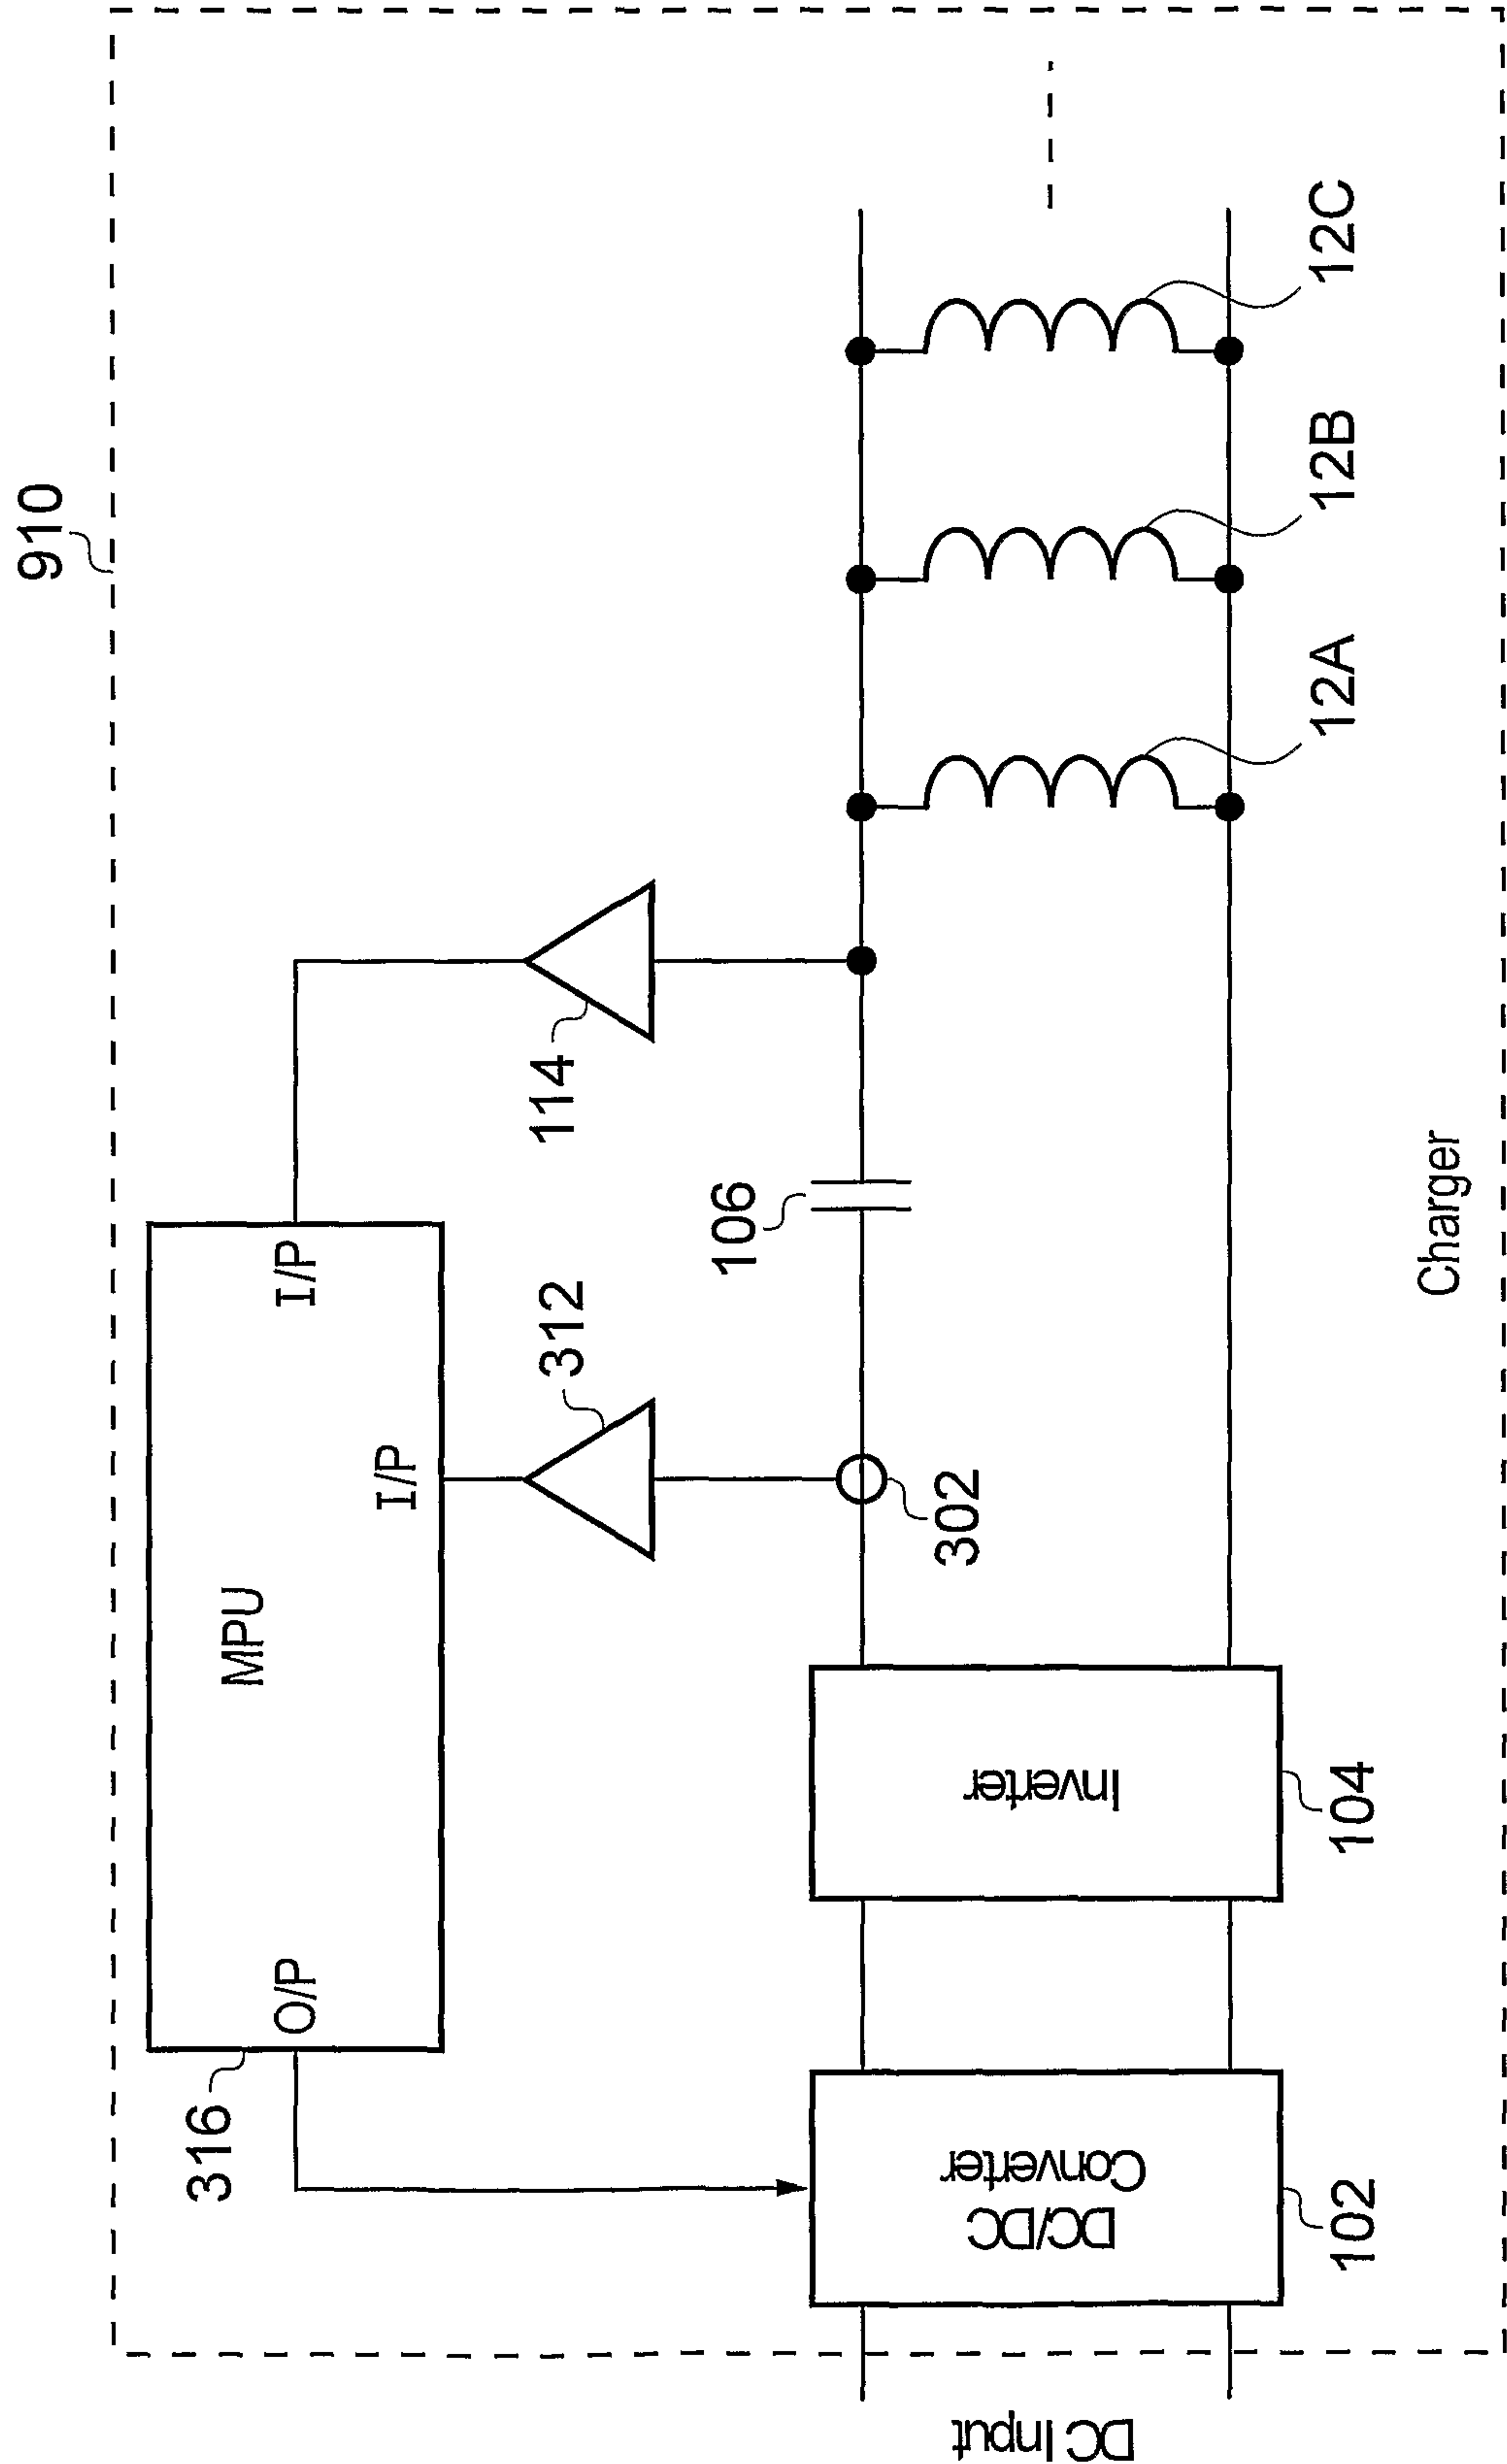 910
316
MPU
O/P
I/P
I/P
312
114
106
302
DC Input
DC/DC
Converter
102
Inverter
104
12A
12B
12C
Charger